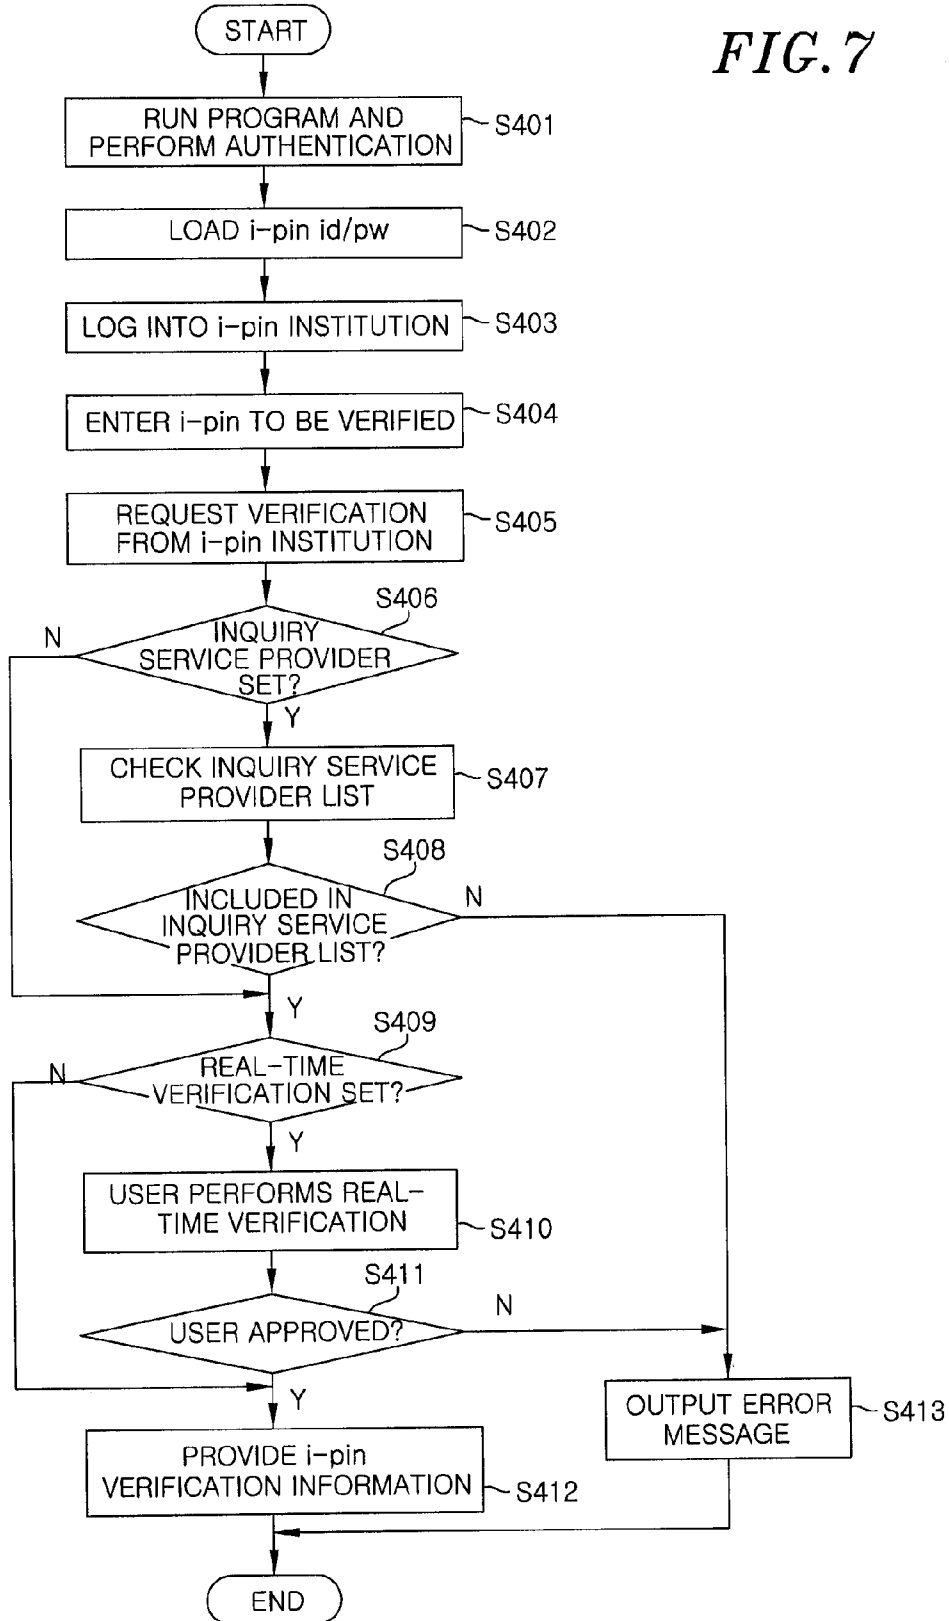 START
FIG. 7
RUN PROGRAM AND
PERFORM AUTHENTICATION
S401
LOAD i-pin id/pw
S402
LOG INTO i-pin INSTITUTION
S403
ENTER i-pin TO BE VERIFIED
S404
REQUEST VERIFICATION
FROM i-pin INSTITUTION
S405
S406
N
INQUIRY
SERVICE PROVIDER
SET?
Y
CHECK INQUIRY SERVICE
PROVIDER LIST
S407
S408
N
INCLUDED IN
INQUIRY SERVICE
PROVIDER LIST?
Y
S409
N
REAL-TIME
VERIFICATION SET?
Y
USER PERFORMS REAL-
TIME VERIFICATION
S410
S411
N
USER APPROVED?
Y
OUTPUT ERROR
MESSAGE
S413
PROVIDE i-pin
VERIFICATION INFORMATION
S412
END